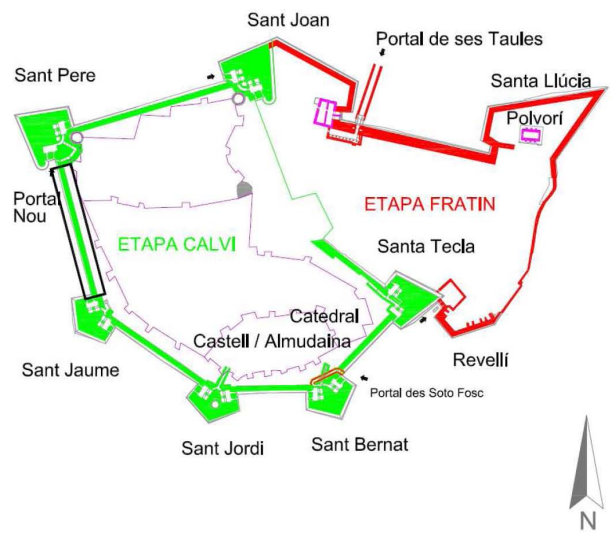 Sant Joan
Portal de ses Taules
Sant Pere
Santa Llúcia
Polvorí
Portal
Nou
ETAPA FRATIN
ETAPA CALVI
Santa Tecla
Catedral
Castell / Almudaina
Revellí
Sant Jaume
Portal des Soto Fosc
Sant Jordi
Sant Bernat
N